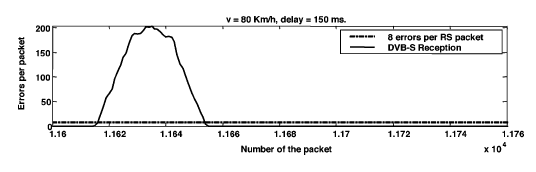 v = 80 Km/h, delay = 150 ms.
200
150
100
50
0
Errors per packet
8 errors per RS packet
DVB-S Reception
1.16 1.162 1.164 1.166 1.168 1.17 1.172 1.174 1.176
Number of the packet
x 10^4